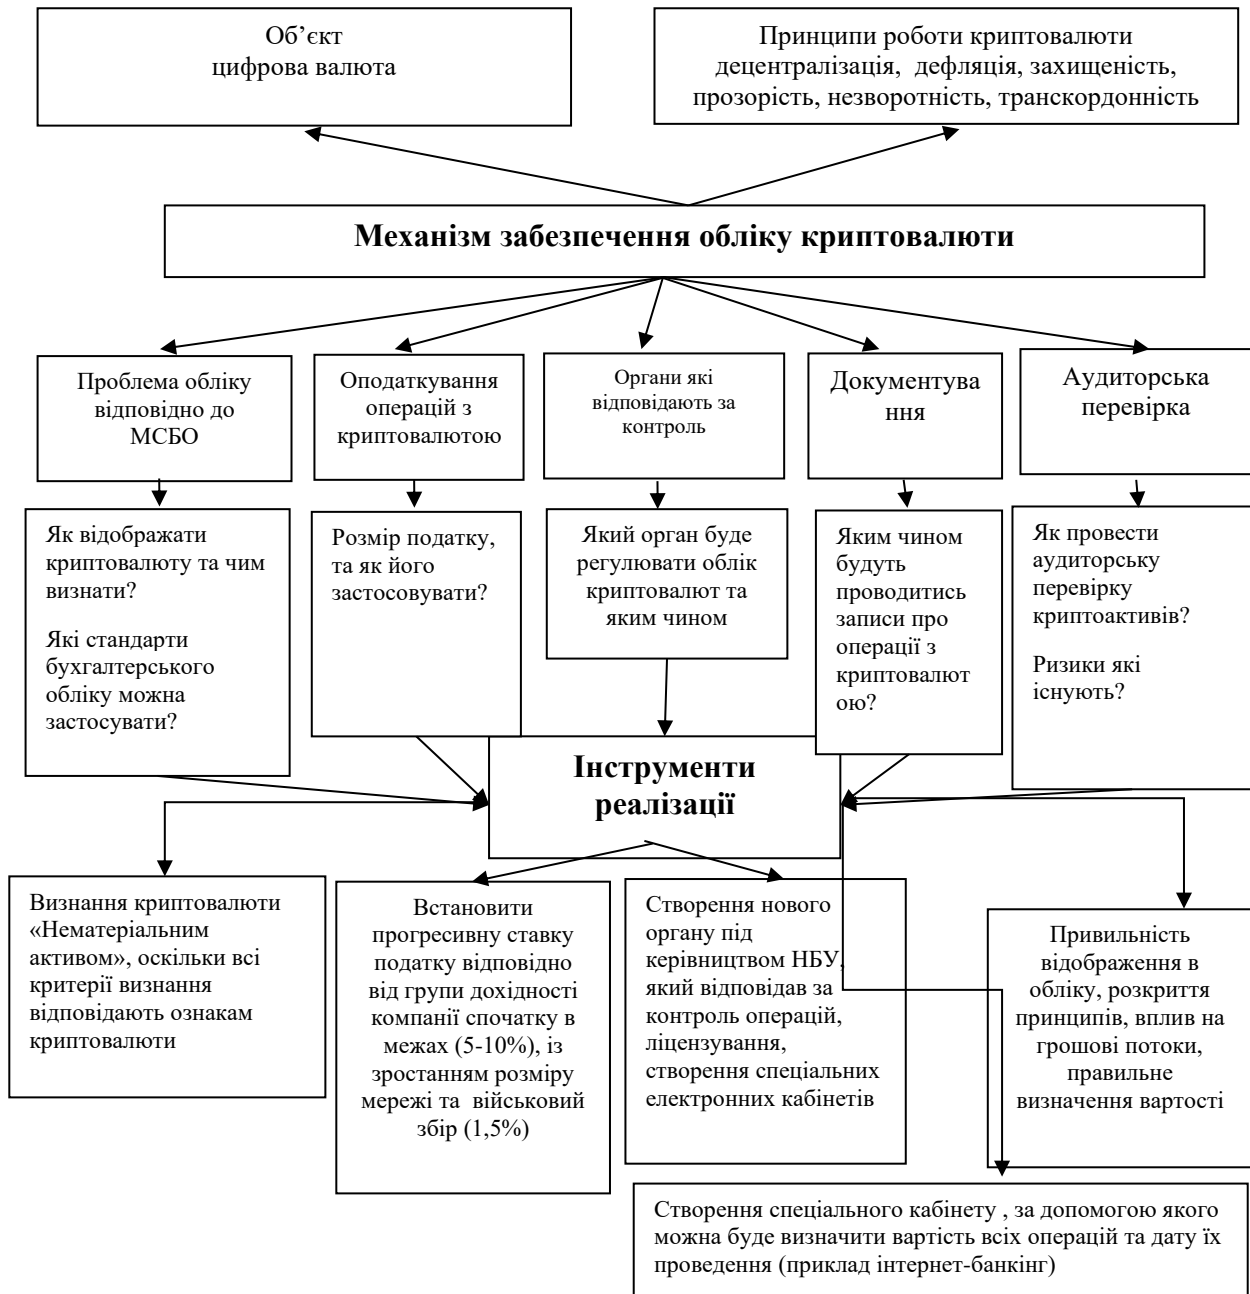 Об’єкт
цифрова валюта
Принципи роботи криптовалюти
децентралізація, дефляція, захищеність,
прозорість, незворотність, транскордонність
Механізм забезпечення обліку криптовалюти
Проблема обліку
відповідно до
МСБО
Оподаткування
операцій з
криптовалютою
Органи які
відповідають за
контроль
Документува
ння
Аудиторська
перевірка
Як відображати
криптовалюту та чим
визнати?
Які стандарти
бухгалтерського
обліку можна
застосувати?
Розмір податку,
та як його
застосовувати?
Який орган буде
регулювати облік
криптовалют та
яким чином
Яким чином
будуть
проводитись
записи про
операції з
криптовалют
ою?
Як провести
аудиторську
перевірку
криптоактивів?
Ризики які
існують?
Інструменти
реалізації
Визнання криптовалюти
«Нематеріальним
активом», оскільки всі
критерії визнання
відповідають ознакам
криптовалюти
Встановити
прогресивну ставку
податку відповідно
від групи дохідності
компанії спочатку в
межах (5-10%), із
зростанням розміру
мережі та військовий
збір (1,5%)
Створення нового
органу під
керівництвом НБУ,
який відповідав за
контроль операцій,
ліцензування,
створення спеціальних
електронних кабінетів
Привильність
відображення в
обліку, розкриття
принципів, вплив на
грошові потоки,
правильне
визначення вартості
Створення спеціального кабінету , за допомогою якого
можна буде визначити вартість всіх операцій та дату їх
проведення (приклад інтернет-банкінг)